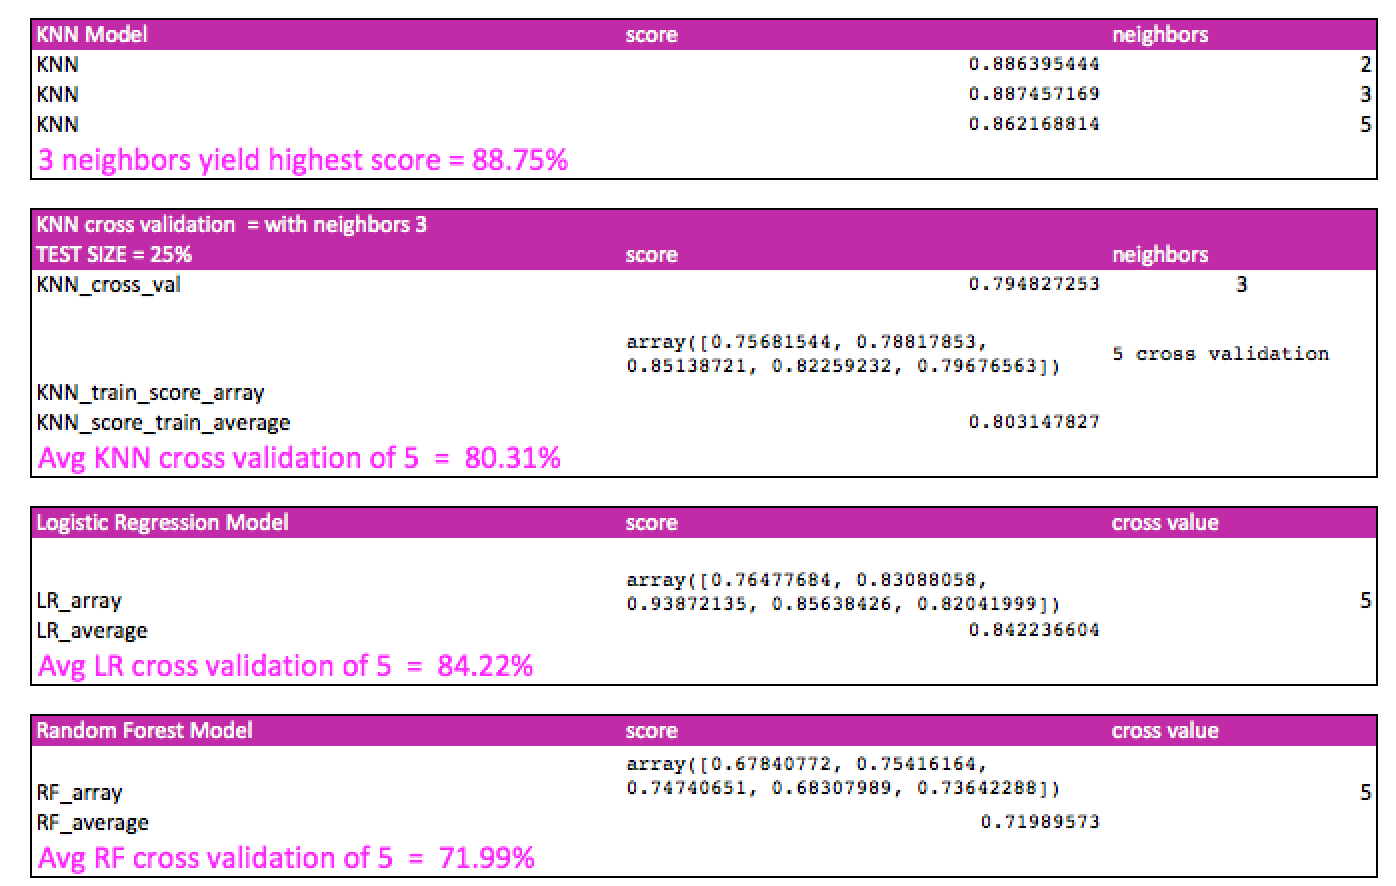 KNN Model score neighbors
KNN 0.886395444 2
KNN 0.887457169 3
KNN 0.862168814 5
3 neighbors yield highest score = 88.75%
KNN cross validation = with neighbors 3
TEST SIZE = 25% score neighbors
KNN_cross_val 0.794827253 3
array([0.75681544, 0.78817853,
0.85138721, 0.82259232, 0.79676563]) 5 cross validation
KNN_train_score_array
KNN_score_train_average 0.803147827
Avg KNN cross validation of 5 = 80.31%
Logistic Regression Model score cross value
array([0.76477684, 0.83088058,
LR_array 0.93872135, 0.85638426, 0.82041999]) 5
LR_average 0.842236604
Avg LR cross validation of 5 = 84.22%
Random Forest Model score cross value
array([0.67840772, 0.75416164,
RF_array 0.74740651, 0.68307989, 0.73642288]) 5
RF_average 0.71989573
Avg RF cross validation of 5 = 71.99%